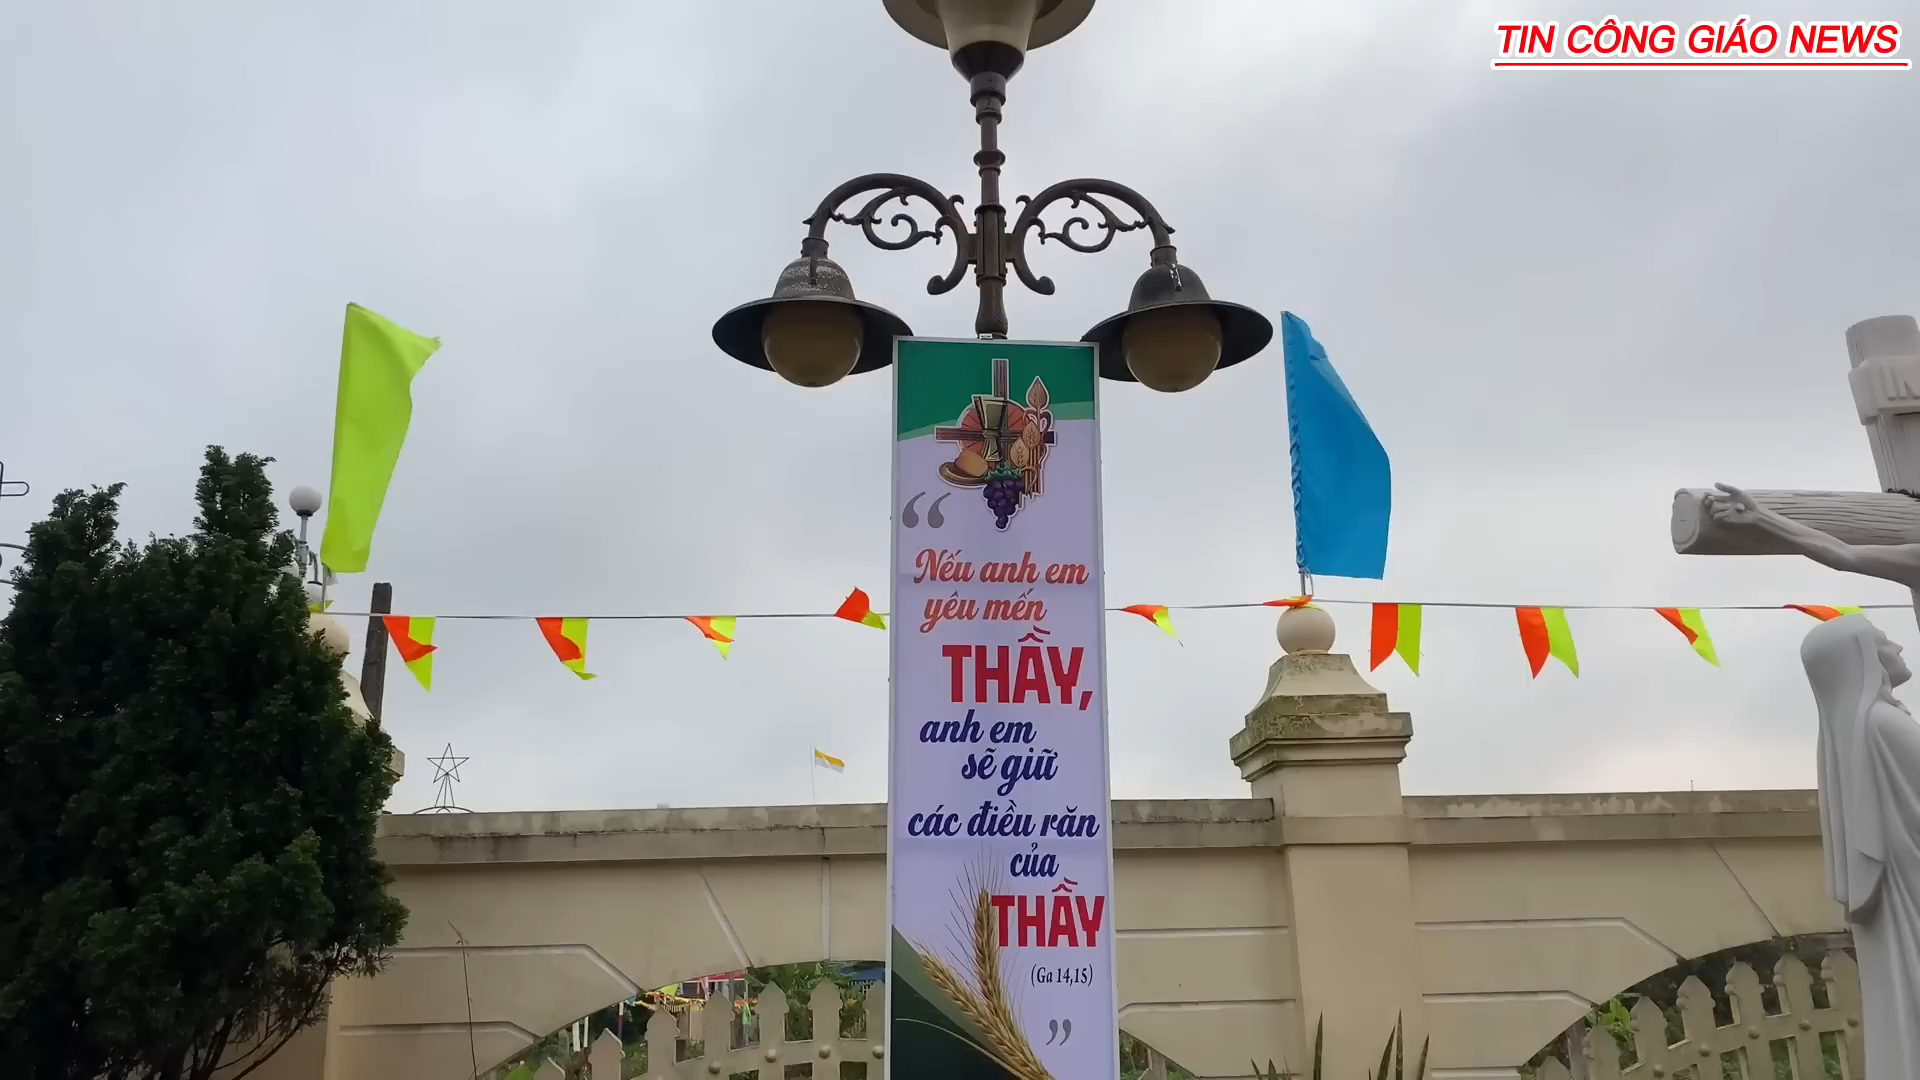 TIN CÔNG GIÁO NEWS
“
Nếu anh em
yêu mến
THẦY,
anh em
sẽ giữ
các điều răn
của
THẦY
(Ga 14,15)
”
IN